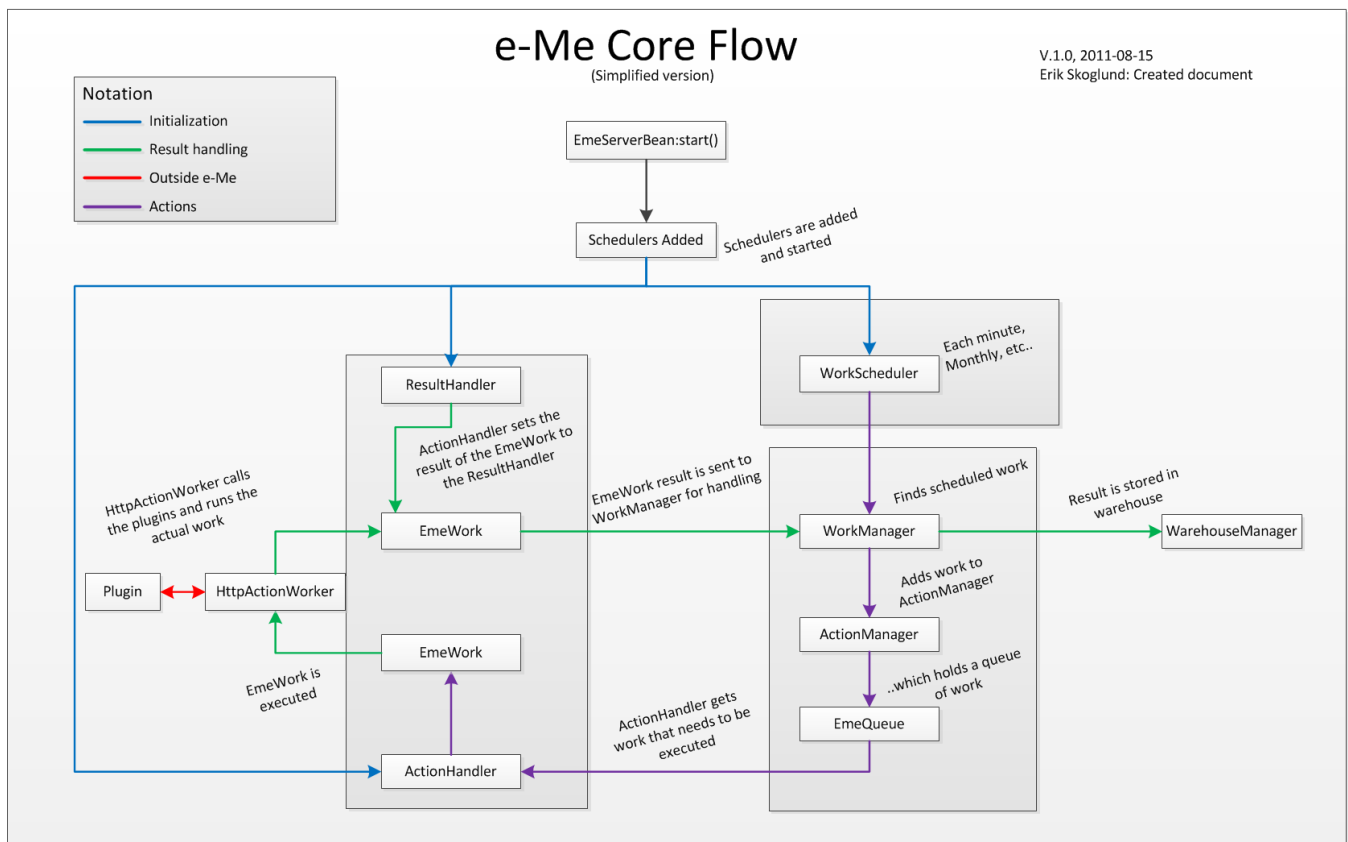 e-Me Core Flow
(Simplified version)
V.1.0, 2011-08-15
Erik Skoglund: Created document
Notation
Initialization
Result handling
Outside e-Me
Actions
EmeServerBean:start()
Schedulers Added
Schedulers are added
and started
Each minute,
Monthly, etc..
WorkScheduler
ResultHandler
ActionHandler sets the
result of the EmeWork to
the ResultHandler
HttpActionWorker calls
the plugins and runs the
actual work
EmeWork result is sent to
WorkManager for handling
Finds scheduled work
Result is stored in
warehouse
EmeWork
WorkManager
WarehouseManager
Adds work to
ActionManager
Plugin
HttpActionWorker
ActionManager
EmeWork
EmeWork is
executed
..which holds a queue
of work
ActionHandler gets
work that needs to be
executed
EmeQueue
ActionHandler